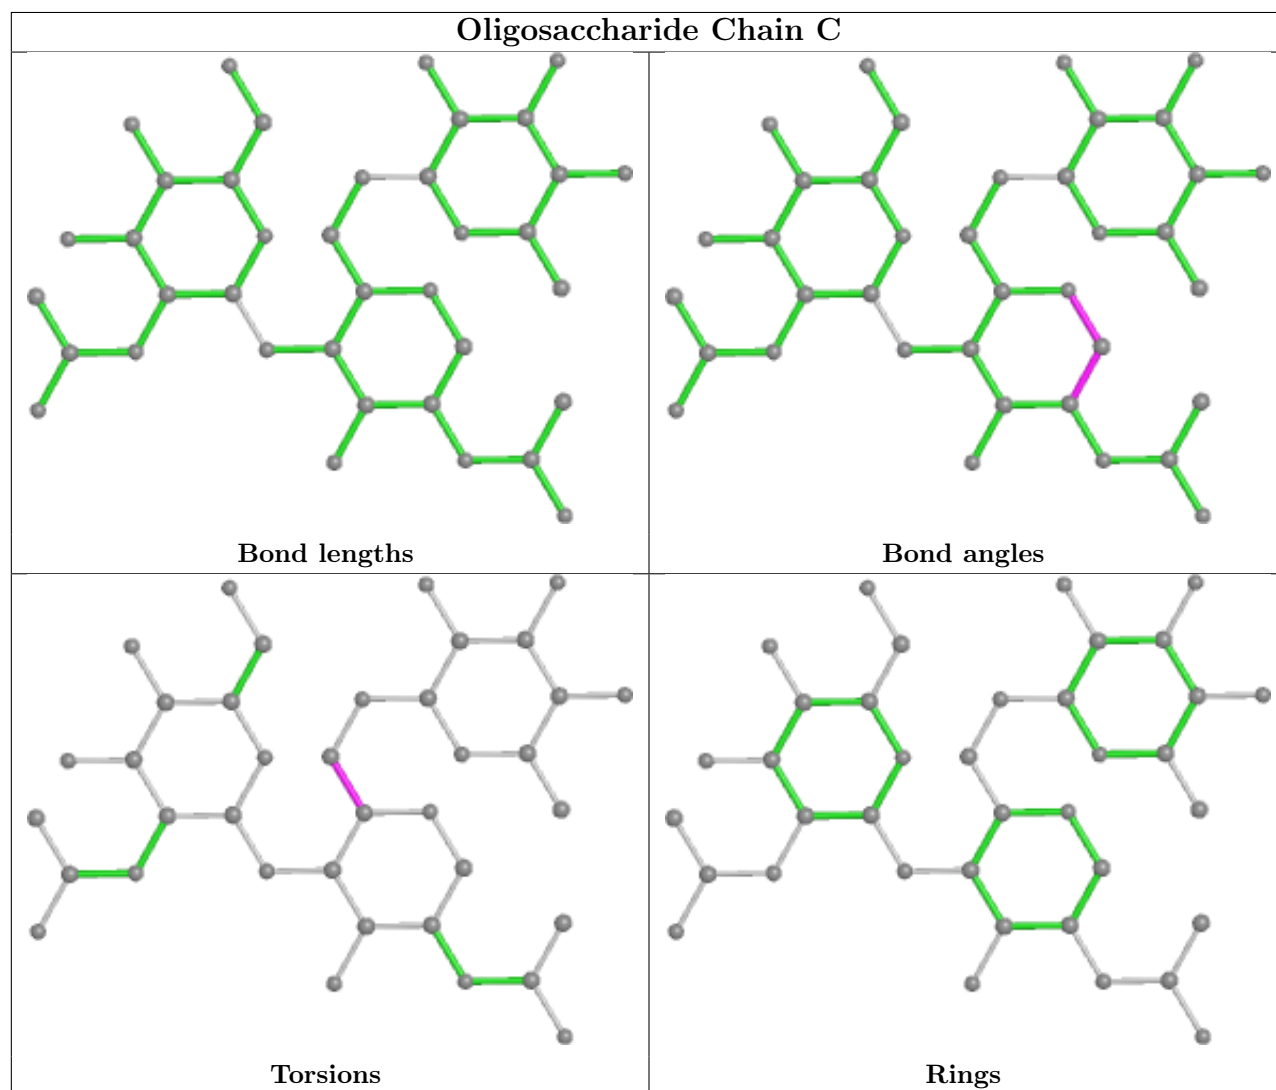 Oligosaccharide Chain C
Bond lengths
Bond angles
Torsions
Rings